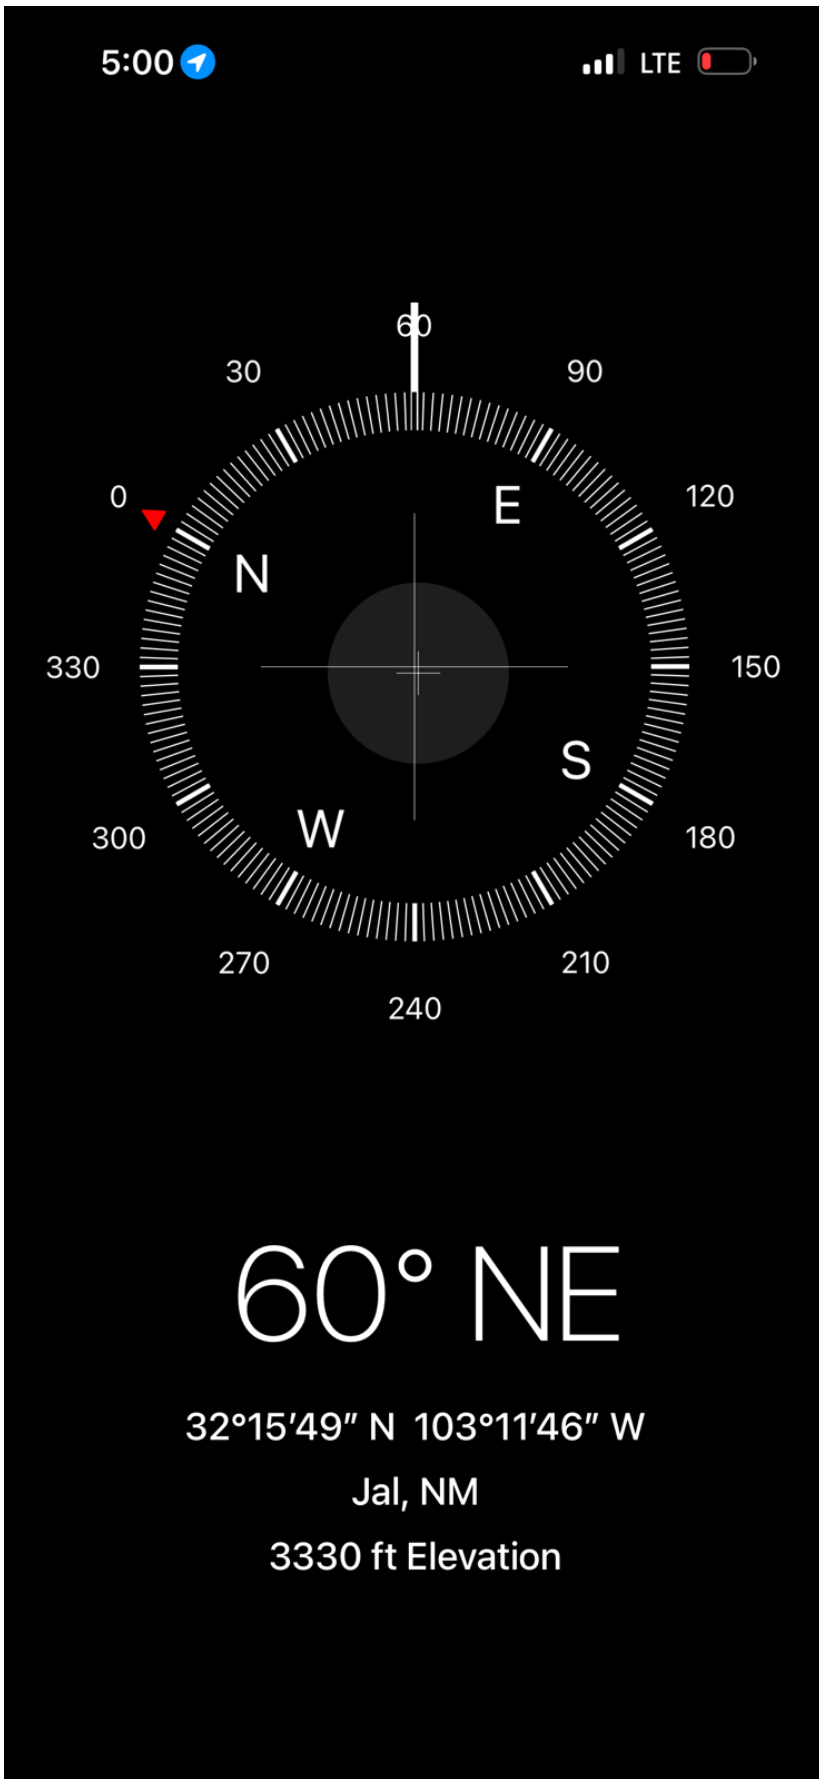 5:00 LTE
60
30 90
0 120
E
N
330 150
S
W
300 180
270 210
240
60° NE
32°15′49″ N 103°11′46″ W
Jal, NM
3330 ft Elevation